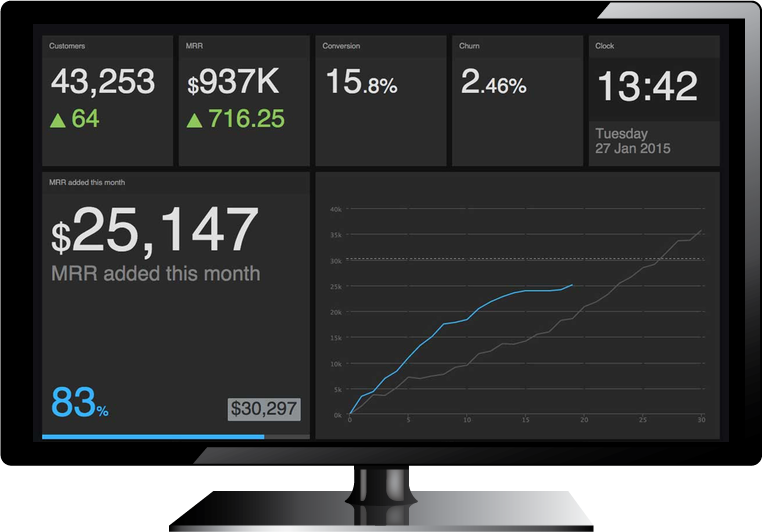 Customers
43,253
▲ 64
MRR
$937K
▲ 716.25
Conversion
15.8%
Churn
2.46%
Clock
13:42
Tuesday
27 Jan 2015
MRR added this month
$25,147
MRR added this month
83%
$30,297
40k
35k
30k
25k
20k
15k
10k
5k
0k
0 5 10 15 20 25 30